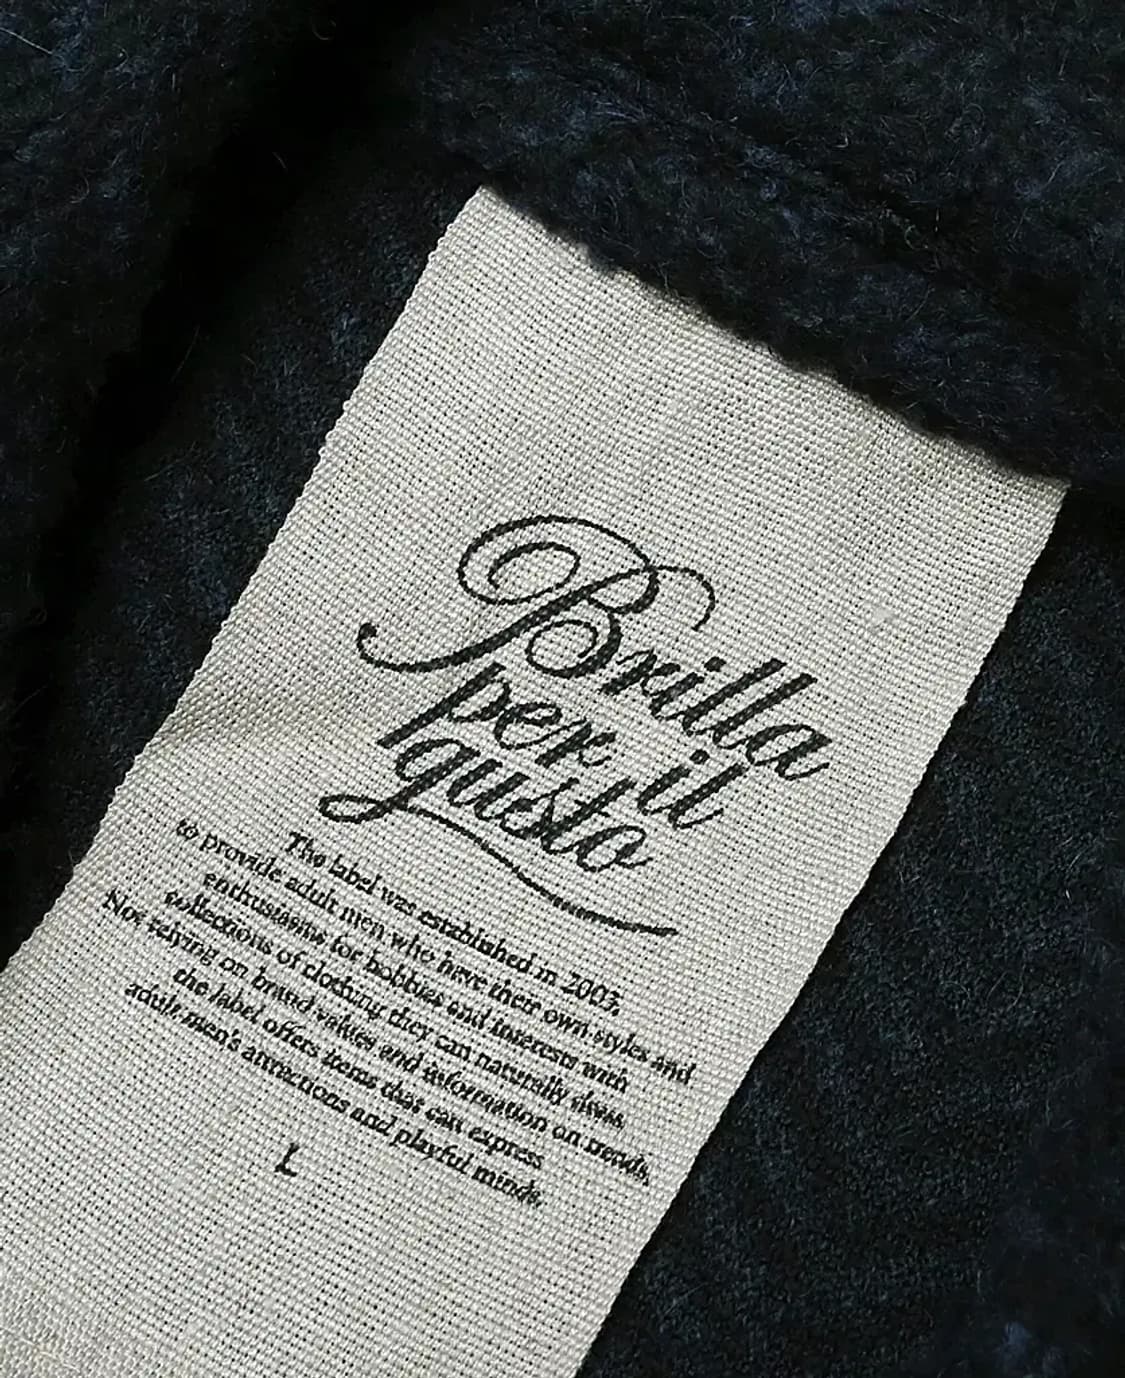 Brilla
per il
gusto
The label was established in 2003,
to provide adult men who have their own styles and
enthusiasms for hobbies and interests with
collections of clothing they can naturally dress.
Not relying on brand values and information on trends,
the label offers items that can express
adult men's attractions and playful minds.
L